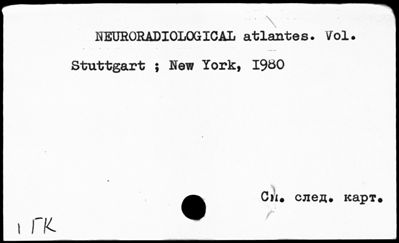 NEURORADIOLOGICAL atlantes. Vol.
Stuttgart ; New York, 1980
См. след. карт.
1 ГК